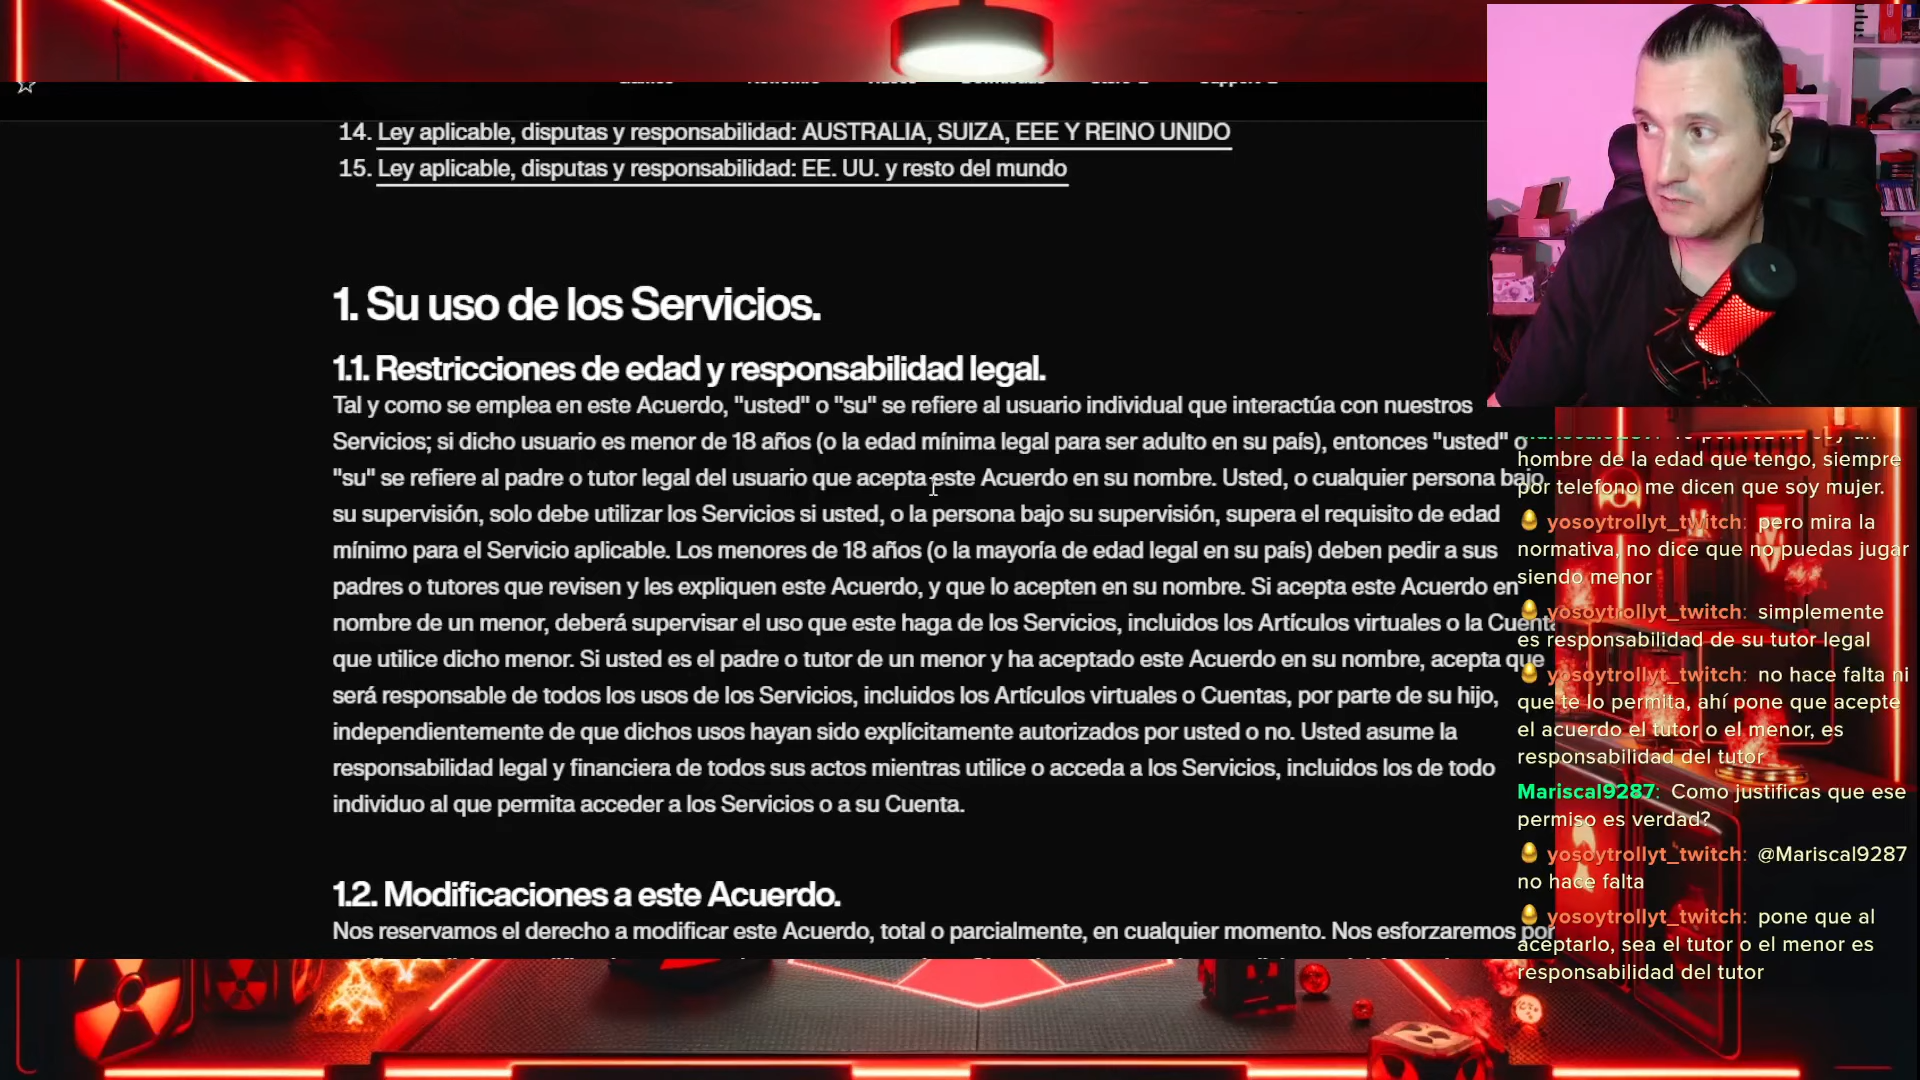 14. Ley aplicable, disputas y responsabilidad: AUSTRALIA, SUIZA, EEE Y REINO UNIDO
15. Ley aplicable, disputas y responsabilidad: EE. UU. y resto del mundo
1. Su uso de los Servicios.
1.1. Restricciones de edad y responsabilidad legal.
Tal y como se emplea en este Acuerdo, "usted" o "su" se refiere al usuario individual que interactúa con nuestros
Servicios; si dicho usuario es menor de 18 años (o la edad mínima legal para ser adulto en su país), entonces "usted" o
"su" se refiere al padre o tutor legal del usuario que acepta este Acuerdo en su nombre. Usted, o cualquier persona bajo
su supervisión, solo debe utilizar los Servicios si usted, o la persona bajo su supervisión, supera el requisito de edad
mínimo para el Servicio aplicable. Los menores de 18 años (o la mayoría de edad legal en su país) deben pedir a sus
padres o tutores que revisen y les expliquen este Acuerdo, y que lo acepten en su nombre. Si acepta este Acuerdo en
nombre de un menor, deberá supervisar el uso que este haga de los Servicios, incluidos los Artículos virtuales o la Cuenta
que utilice dicho menor. Si usted es el padre o tutor de un menor y ha aceptado este Acuerdo en su nombre, acepta que
será responsable de todos los usos de los Servicios, incluidos los Artículos virtuales o Cuentas, por parte de su hijo,
independientemente de que dichos usos hayan sido explícitamente autorizados por usted o no. Usted asume la
responsabilidad legal y financiera de todos sus actos mientras utilice o acceda a los Servicios, incluidos los de todo
individuo al que permita acceder a los Servicios o a su Cuenta.
1.2. Modificaciones a este Acuerdo.
Nos reservamos el derecho a modificar este Acuerdo, total o parcialmente, en cualquier momento. Nos esforzaremos por
hombre de la edad que tengo, siempre
por telefono me dicen que soy mujer.
yosoytrollyt_twitch: pero mira la
normativa, no dice que no puedas jugar
siendo menor
yosoytrollyt_twitch: simplemente
es responsabilidad de su tutor legal
yosoytrollyt_twitch: no hace falta ni
que te lo permita, ahí pone que acepte
el acuerdo el tutor o el menor, es
responsabilidad del tutor
Mariscal9287: Como justificas que ese
permiso es verdad?
yosoytrollyt_twitch: @Mariscal9287
no hace falta
yosoytrollyt_twitch: pone que al
aceptarlo, sea el tutor o el menor es
responsabilidad del tutor